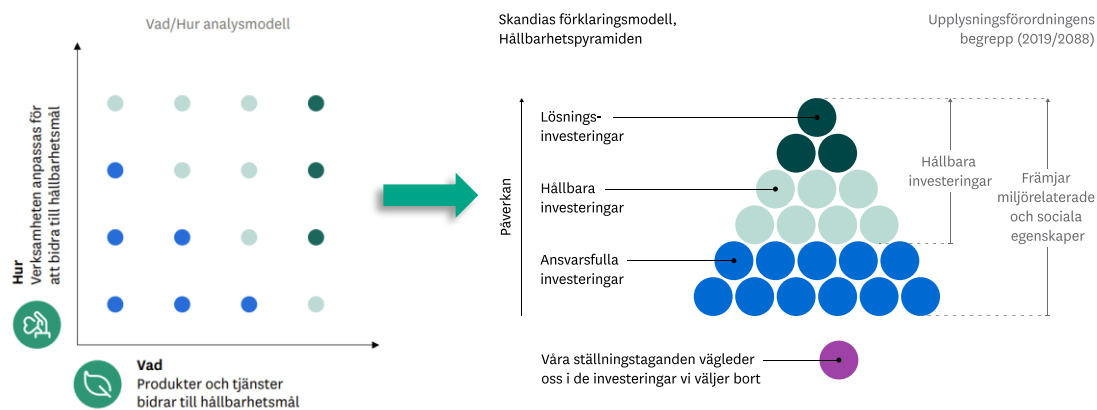 Vad/Hur analysmodell
Hur
Verksamheten anpassas för
att bidra till hållbarhetsmål
Vad
Produkter och tjänster
bidrar till hållbarhetsmål
Skandias förklaringsmodell,
Hållbarhetspyramiden
Upplysningsförordningens
begrepp (2019/2088)
Påverkan
Lösnings-
investeringar
Hållbara
investeringar
Ansvarsfulla
investeringar
Hållbara
investeringar
Främjar
miljörelaterade
och sociala
egenskaper
Våra ställningstaganden vägleder
oss i de investeringar vi väljer bort